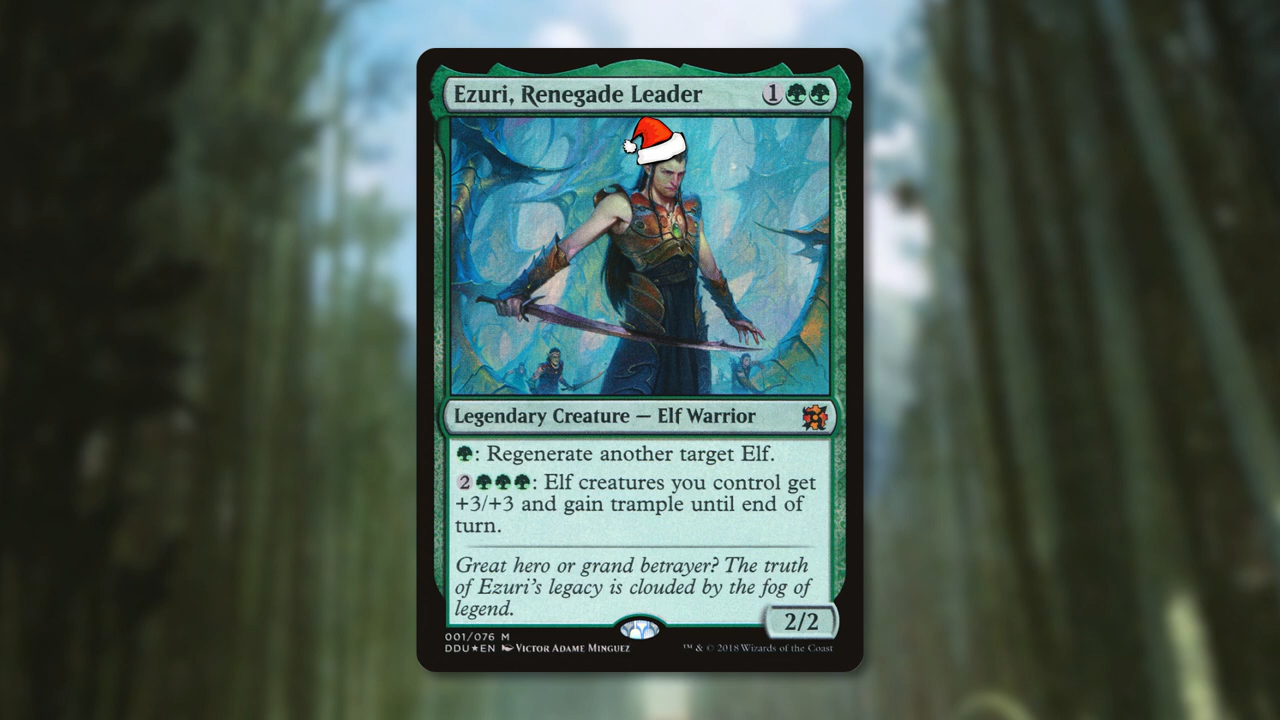 Ezuri, Renegade Leader 1
Legendary Creature — Elf Warrior
: Regenerate another target Elf.
2: Elf creatures you control get
+3/+3 and gain trample until end of
turn.
Great hero or grand betrayer? The truth
of Ezuri's legacy is clouded by the fog of
legend.
2/2
001/076 M
DDU★EN Victor Adame Minguez ™ & © 2018 Wizards of the Coast